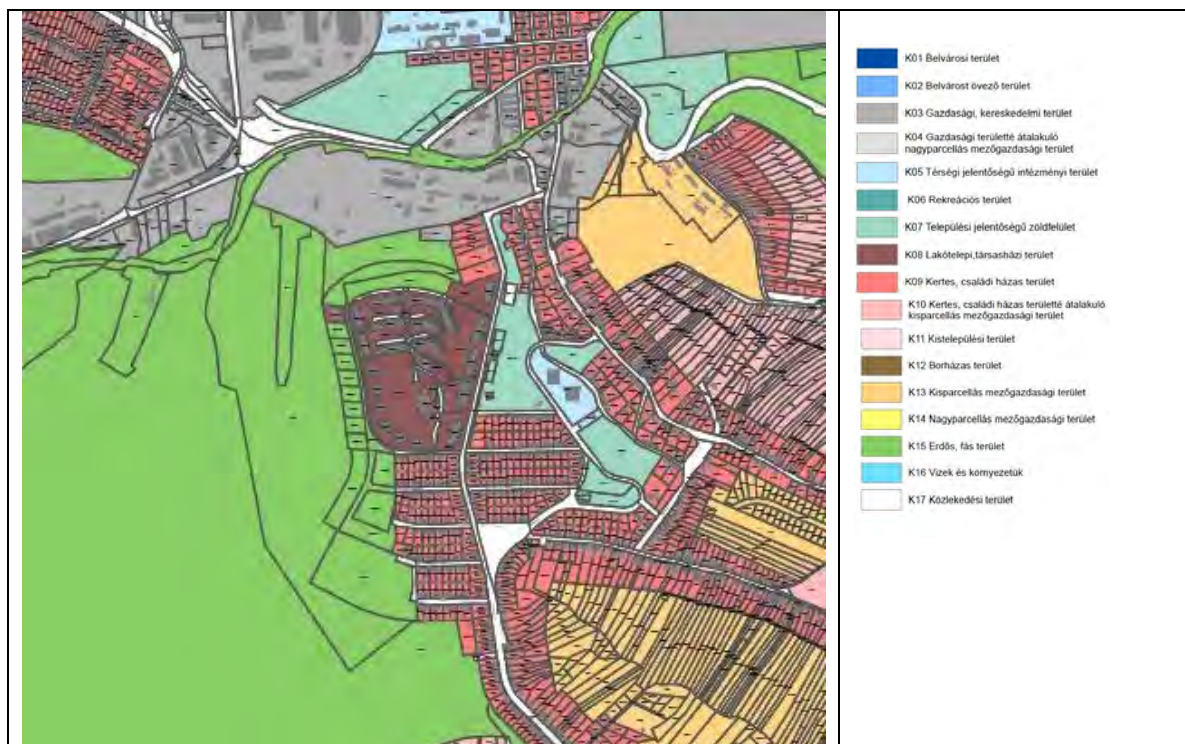 K01 Belvárosi terület
K02 Belvárost övező terület
K03 Gazdasági, kereskedelmi terület
K04 Gazdasági területté átalakuló
nagyparcellás mezőgazdasági terület
K05 Térségi jelentőségű intézményi terület
K06 Rekreációs terület
K07 Települési jelentőségű zöldfelület
K08 Lakótelepi,társasházi terület
K09 Kertes, családi házas terület
K10 Kertes, családi házas területté átalakuló
kisparcellás mezőgazdasági terület
K11 Kistelepülési terület
K12 Borházas terület
K13 Kisparcellás mezőgazdasági terület
K14 Nagyparcellás mezőgazdasági terület
K15 Erdős, fás terület
K16 Vizek és környezetük
K17 Közlekedési terület